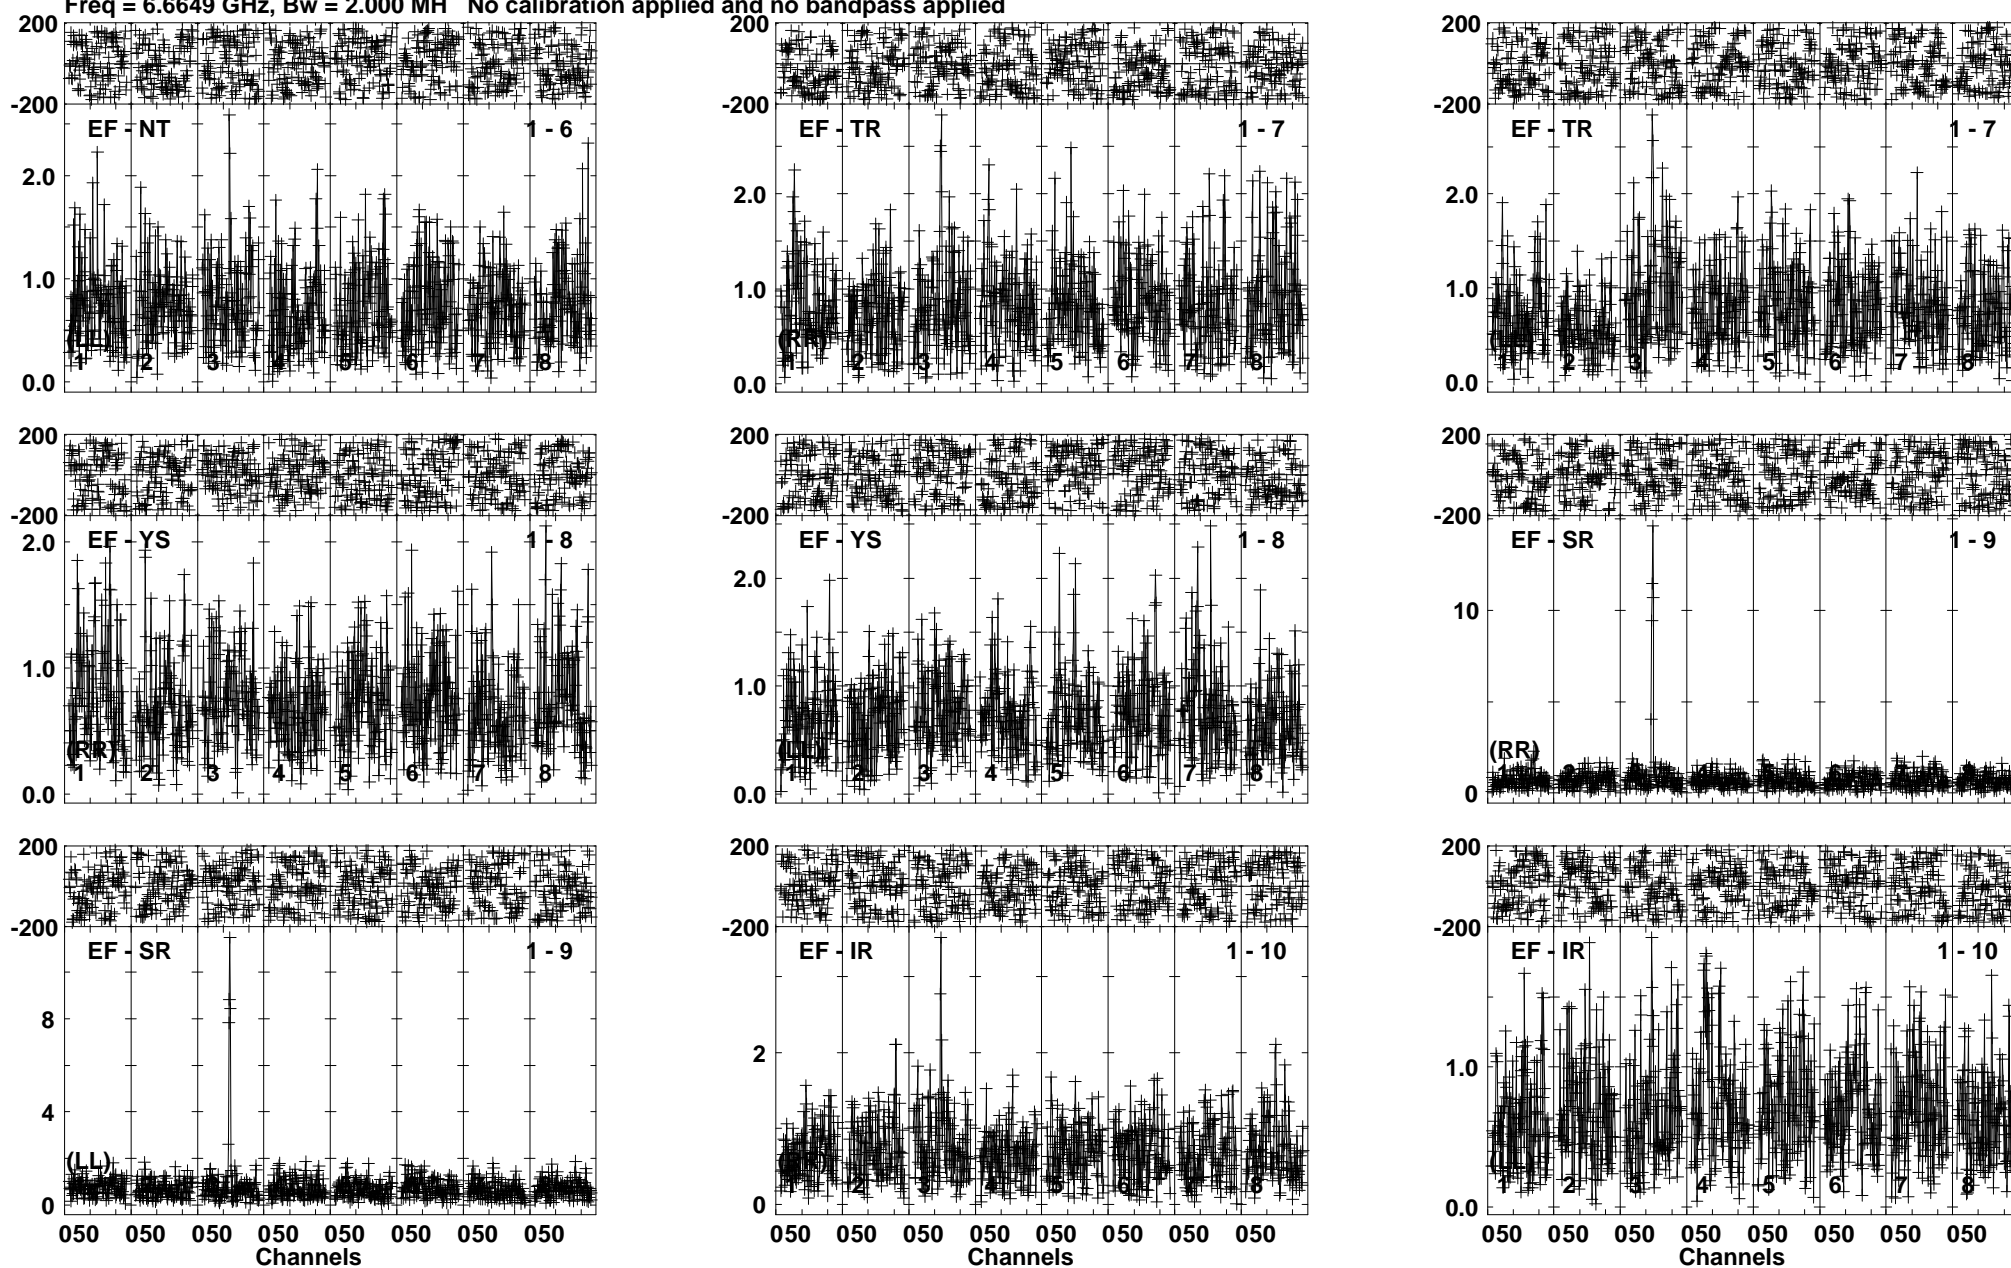 Freq = 6.6649 GHz, Bw = 2.000 MH No calibration applied and no bandpass applied
200 200 200
-200 -200 -200
EF - NT 1 - 6 EF - TR 1 - 7 EF - TR 1 - 7
2.0 2.0 2.0
1.0 1.0 1.0
(LL) (RR)
1 2 3 4 5 6 7 8 1 2 3 4 5 6 7 8 1 2 3 4 5 6 7 8
0.0 0.0 0.0
200 200 200
-200 -200 -200
EF - YS 1 - 8 EF - YS 1 - 8 EF - SR 1 - 9
2.0 2.0 10
1.0 1.0
(RR) (LL) (RR)
1 2 3 4 5 6 7 8 1 2 3 4 5 6 7 8
0.0 0.0 0
200 200 200
-200 -200 -200
EF - SR 1 - 9 EF - IR 1 - 10 EF - IR 1 - 10
8 2 1.0
4
(LL)
1 2 3 4 5 6 7 8 1 2 3 4 5 6 7 8
0 0 0.0
050 050 050 050 050 050 050 050 050 050 050 050 050 050 050 050 050 050 050 050 050 050 050 050
Channels Channels Channels